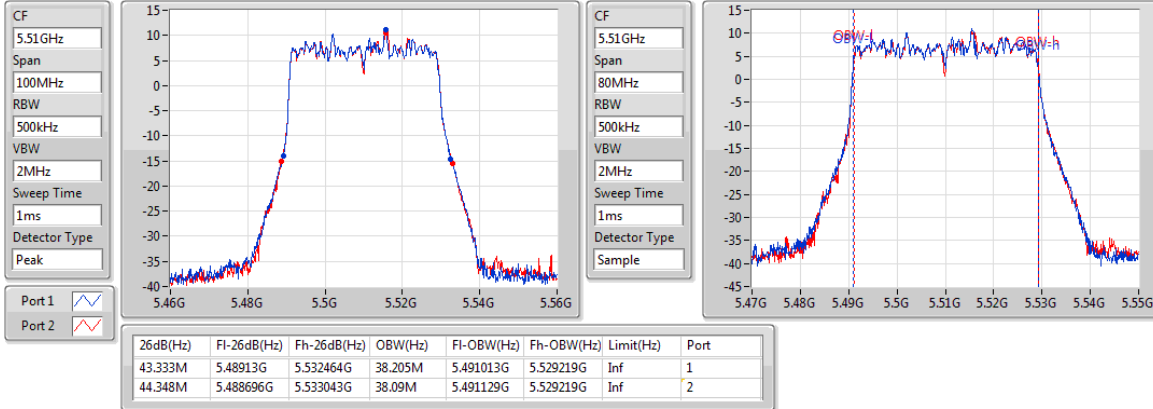 CF
5.51GHz
Span
100MHz
RBW
500kHz
VBW
2MHz
Sweep Time
1ms
Detector Type
Peak
Port 1
Port 2
15
10
5
0
-5
-10
-15
-20
-25
-30
-35
-40
5.46G 5.48G 5.5G 5.52G 5.54G 5.56G
CF
5.51GHz
Span
80MHz
RBW
500kHz
VBW
2MHz
Sweep Time
1ms
Detector Type
Sample
15
10
5
0
-5
-10
-15
-20
-25
-30
-35
-40
-45
OBW-l
OBW-h
5.47G 5.48G 5.49G 5.5G 5.51G 5.52G 5.53G 5.54G 5.55G
26dB(Hz) Fl-26dB(Hz) Fh-26dB(Hz) OBW(Hz) Fl-OBW(Hz) Fh-OBW(Hz) Limit(Hz) Port
43.333M 5.48913G 5.532464G 38.205M 5.491013G 5.529219G Inf 1
44.348M 5.488696G 5.533043G 38.09M 5.491129G 5.529219G Inf 2